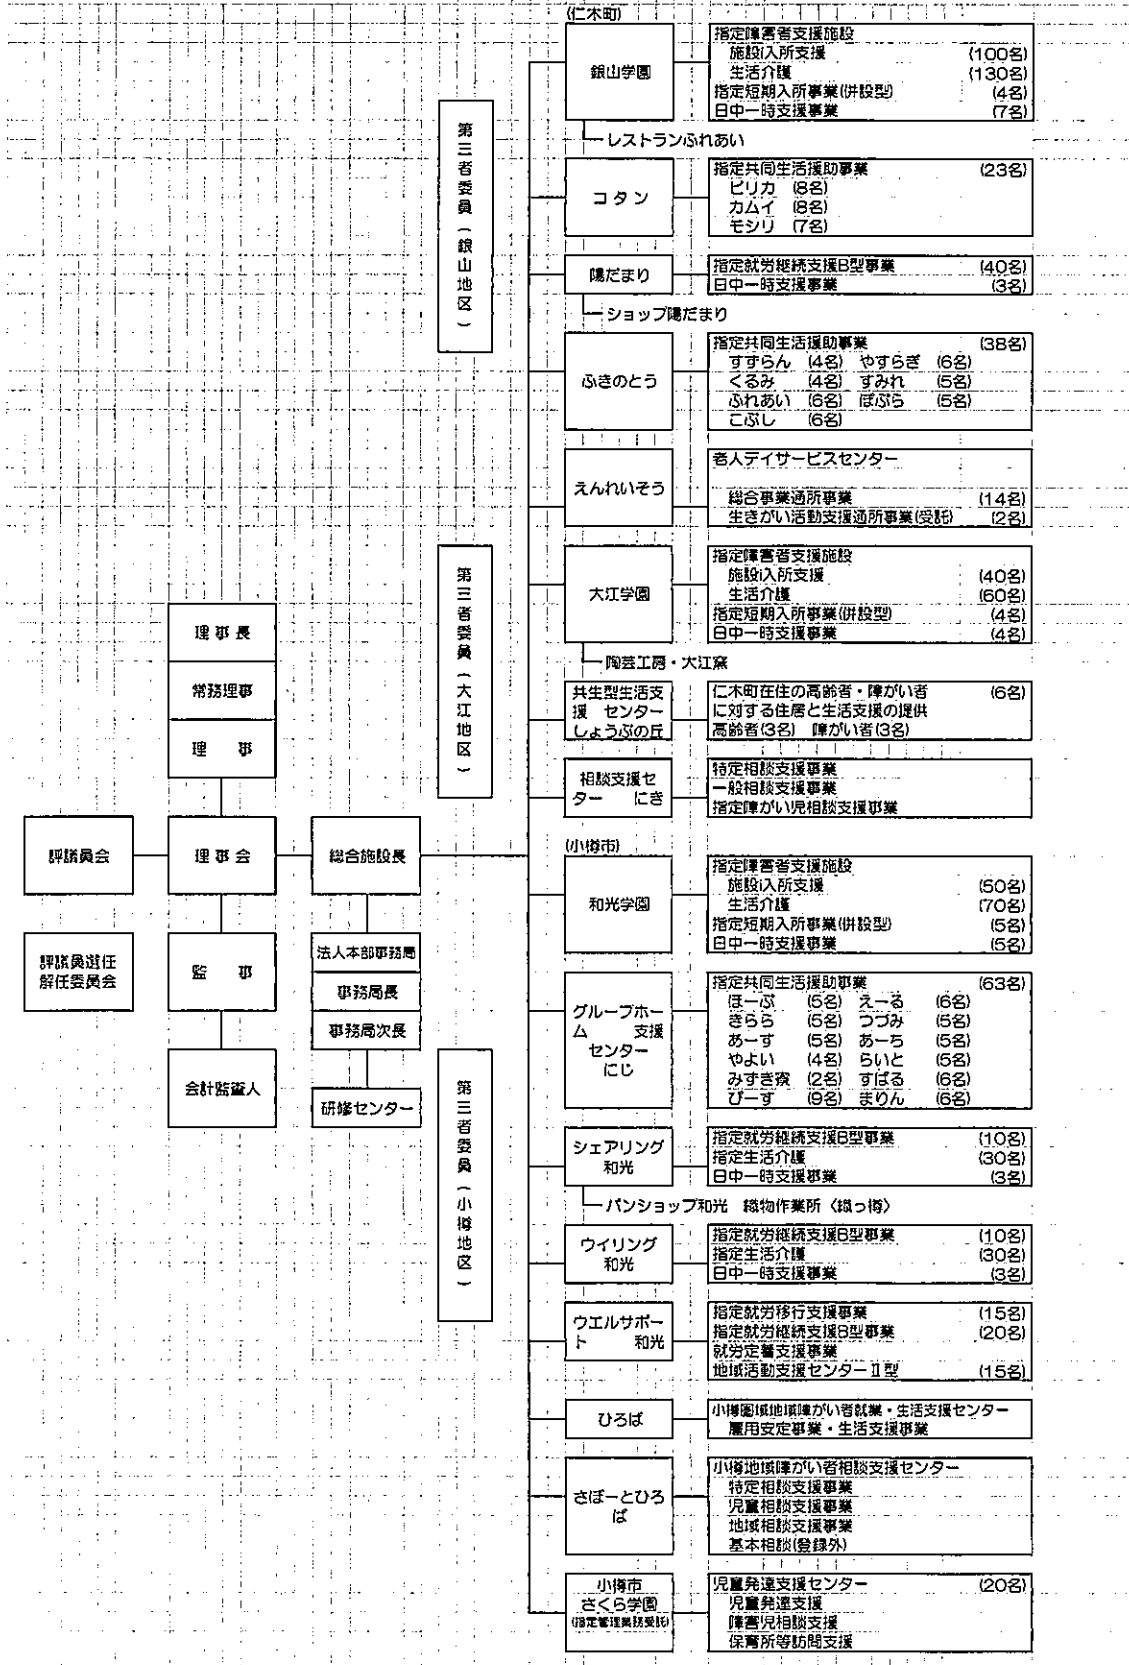 評議員会
評議員選任
解任委員会
理事長
常務理事
理　事
理事会
監　事
会計監査人
総合施設長
法人本部事務局
事務局長
事務局次長
研修センター
第三者委員（銀山地区）
第三者委員（大江地区）
第三者委員（小樽地区）
(仁木町)
銀山学園
指定障害者支援施設
施設入所支援 (100名)
生活介護 (130名)
指定短期入所事業(併設型) (4名)
日中一時支援事業 (7名)
レストランふれあい
コタン
指定共同生活援助事業 (23名)
ピリカ (8名)
カムイ (8名)
モシリ (7名)
陽だまり
指定就労継続支援B型事業 (40名)
日中一時支援事業 (3名)
ショップ陽だまり
ふきのとう
指定共同生活援助事業 (38名)
すずらん (4名) やすらぎ (6名)
くるみ (4名) すみれ (5名)
ふれあい (6名) ぽぷら (5名)
こぶし (6名)
えんれいそう
老人デイサービスセンター
総合事業通所事業 (14名)
生きがい活動支援通所事業(受託) (2名)
大江学園
指定障害者支援施設
施設入所支援 (40名)
生活介護 (60名)
指定短期入所事業(併設型) (4名)
日中一時支援事業 (4名)
陶芸工房・大江窯
共生型生活支
援　センター
しょうぶの丘
仁木町在住の高齢者・障がい者 (6名)
に対する住居と生活支援の提供
高齢者(3名)　障がい者(3名)
相談支援セ
ター　にき
特定相談支援事業
一般相談支援事業
指定障がい児相談支援事業
(小樽市)
和光学園
指定障害者支援施設
施設入所支援 (50名)
生活介護 (70名)
指定短期入所事業(併設型) (5名)
日中一時支援事業 (5名)
グループホー
ム　支援
センター
にじ
指定共同生活援助事業 (63名)
ほーぷ (5名) えーる (6名)
きらら (5名) つづみ (5名)
あーす (5名) あーち (5名)
やよい (4名) らいと (5名)
みずき寮 (2名) すばる (6名)
ぴーす (9名) まりん (6名)
シェアリング
和光
指定就労継続支援B型事業 (10名)
指定生活介護 (30名)
日中一時支援事業 (3名)
パンショップ和光　織物作業所〈織っ樽〉
ウイリング
和光
指定就労継続支援B型事業 (10名)
指定生活介護 (30名)
日中一時支援事業 (3名)
ウエルサポー
ト　和光
指定就労移行支援事業 (15名)
指定就労継続支援B型事業 (20名)
就労定着支援事業
地域活動支援センターⅡ型 (15名)
ひろば
小樽圏域地域障がい者就業・生活支援センター
雇用安定事業・生活支援事業
さぽーとひろ
ば
小樽地域障がい者相談支援センター
特定相談支援事業
児童相談支援事業
地域相談支援事業
基本相談(登録外)
小樽市
さくら学園
(指定管理業務受託)
児童発達支援センター (20名)
児童発達支援
障害児相談支援
保育所等訪問支援